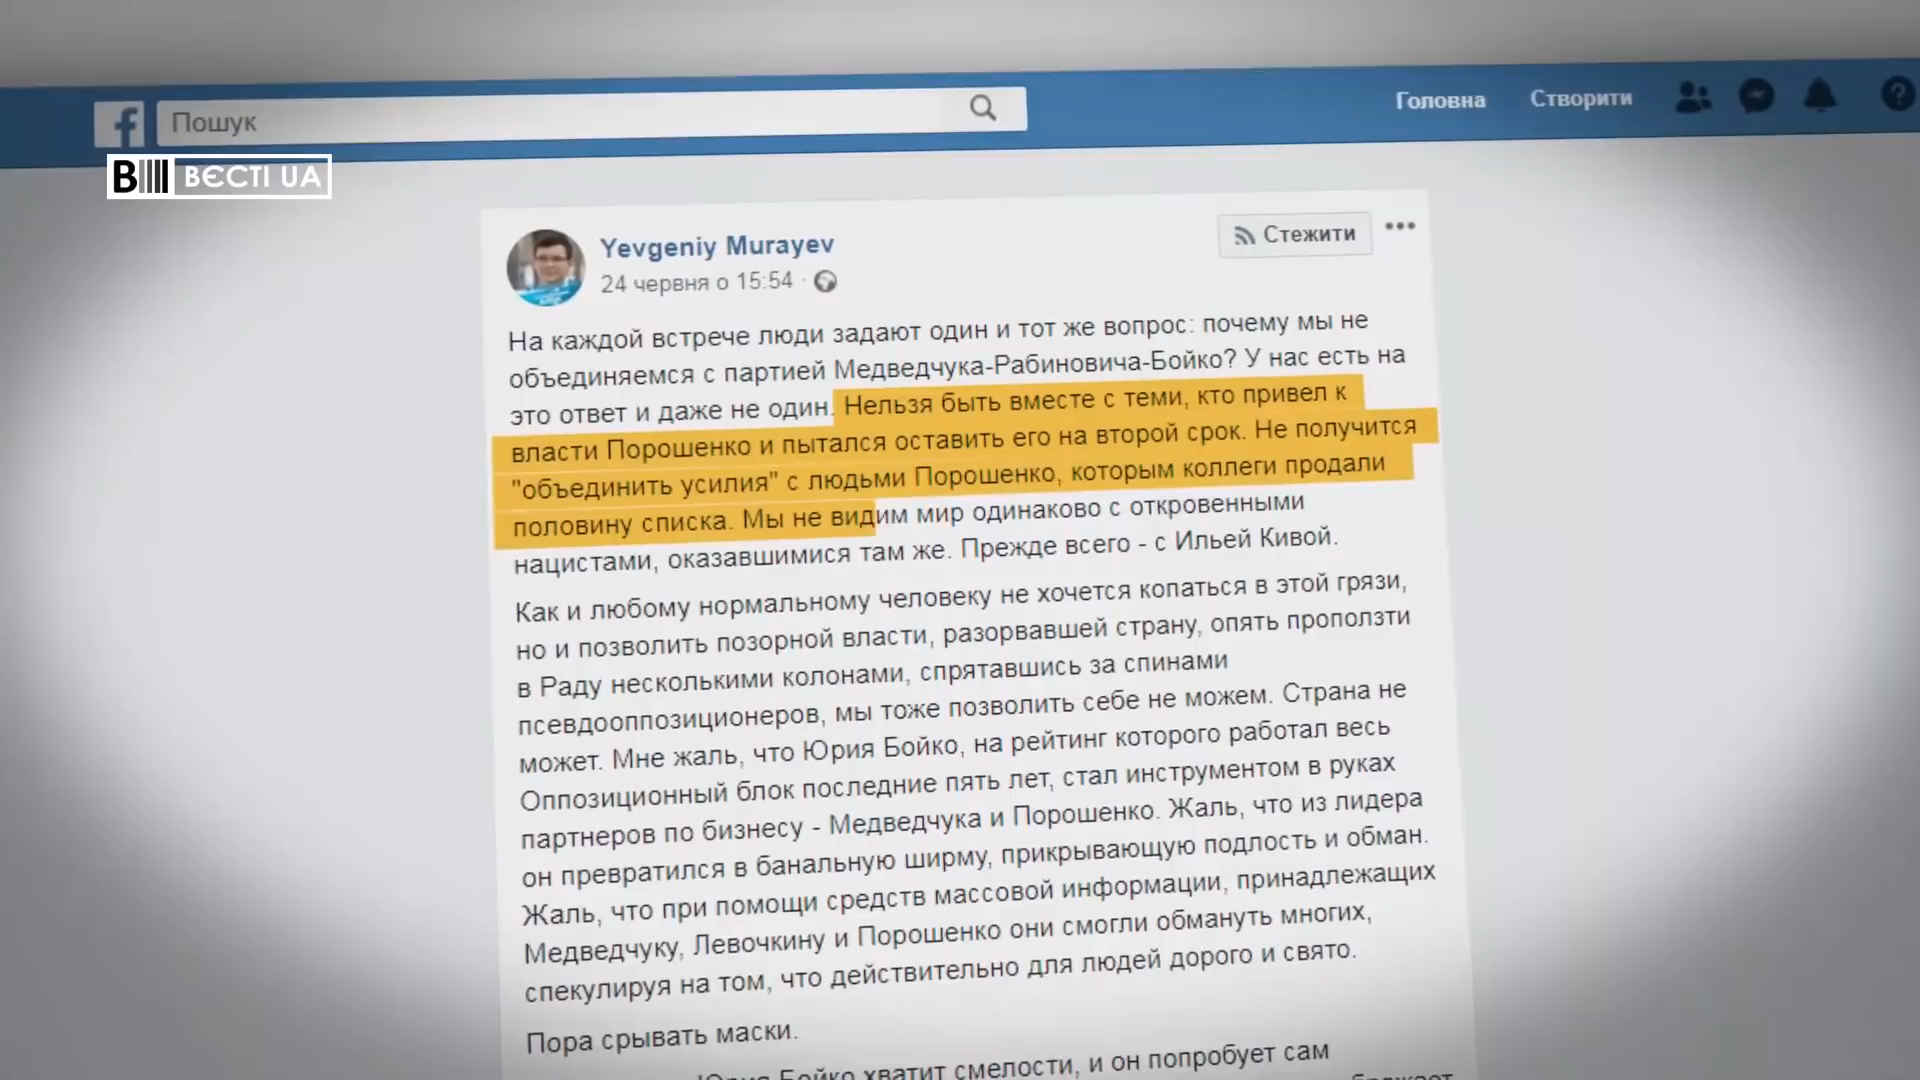 Пошук
Головна
Створити
В
ВЄСТІ UA
Yevgeniy Murayev
Стежити
24 червня о 15:54
На каждой встрече люди задают один и тот же вопрос: почему мы не
объединяемся с партией Медведчука-Рабиновича-Бойко? У нас есть на
это ответ и даже не один. Нельзя быть вместе с теми, кто привел к
власти Порошенко и пытался оставить его на второй срок. Не получится
"объединить усилия" с людьми Порошенко, которым коллеги продали
половину списка. Мы не видим мир одинаково с откровенными
нацистами, оказавшимися там же. Прежде всего - с Ильей Кивой.
Как и любому нормальному человеку не хочется копаться в этой грязи,
но и позволить позорной власти, разорвавшей страну, опять проползти
в Раду несколькими колонами, спрятавшись за спинами
псевдооппозиционеров, мы тоже позволить себе не можем. Страна не
может. Мне жаль, что Юрия Бойко, на рейтинг которого работал весь
Оппозиционный блок последние пять лет, стал инструментом в руках
партнеров по бизнесу - Медведчука и Порошенко. Жаль, что из лидера
он превратился в банальную ширму, прикрывающую подлость и обман.
Жаль, что при помощи средств массовой информации, принадлежащих
Медведчуку, Левочкину и Порошенко они смогли обмануть многих,
спекулируя на том, что действительно для людей дорого и свято.
Пора срывать маски.
Юрия Бойко хватит смелости, и он попробует сам